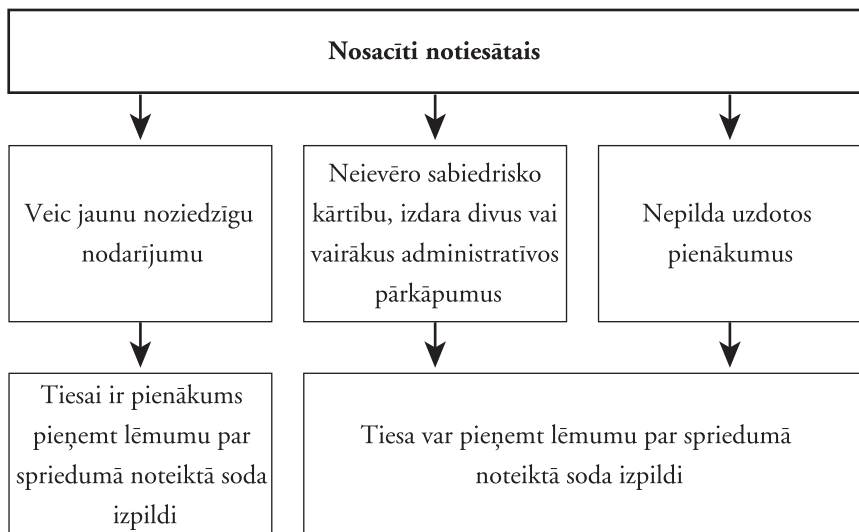 Nosacīti notiesātais
Veic jaunu noziedzīgu
nodarījumu
Neievēro sabiedrisko
kārtību, izdara divus vai
vairākus administratīvos
pārkāpumus
Nepilda uzdotos
pienākumus
Tiesai ir pienākums
pieņemt lēmumu par
spriedumā noteiktā soda
izpildi
Tiesa var pieņemt lēmumu par spriedumā
noteiktā soda izpildi